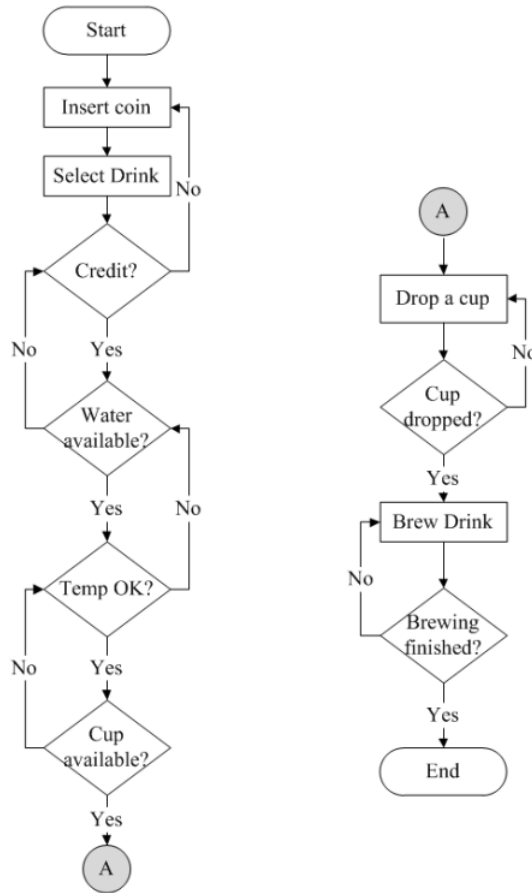 Start
Insert coin
Select Drink
No
Credit?
No
Yes
Water
available?
Yes
No
Temp OK?
No
Yes
Cup
available?
Yes
A
A
Drop a cup
No
Cup
dropped?
Yes
Brew Drink
No
Brewing
finished?
Yes
End